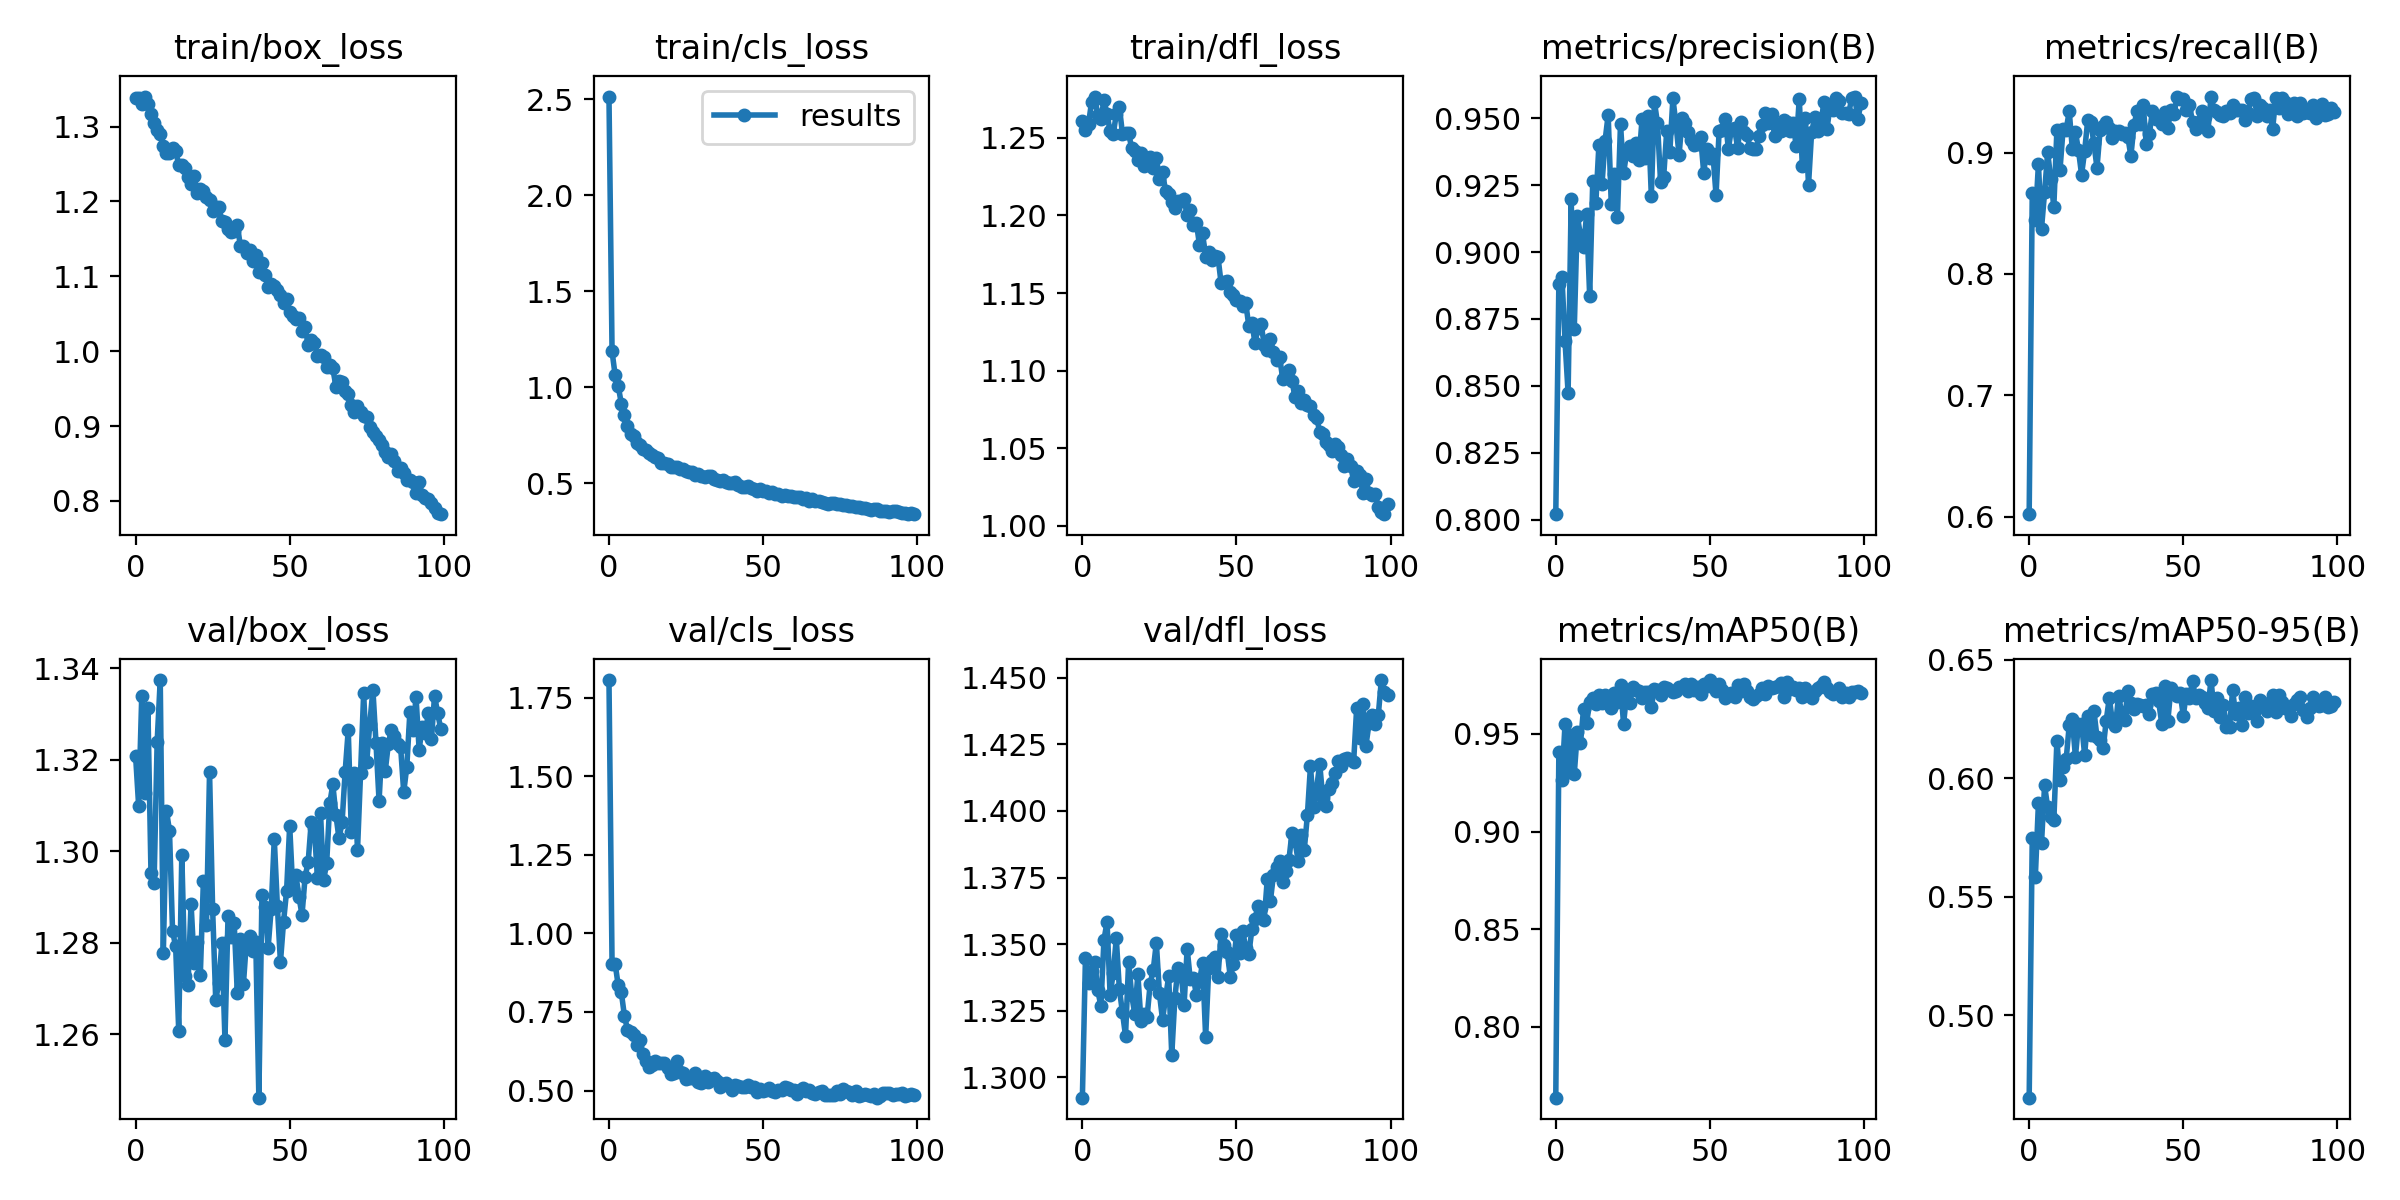 train/box_loss
1.3
1.2
1.1
1.0
0.9
0.8
0 50 100
train/cls_loss
results
2.5
2.0
1.5
1.0
0.5
0 50 100
train/dfl_loss
1.25
1.20
1.15
1.10
1.05
1.00
0 50 100
metrics/precision(B)
0.950
0.925
0.900
0.875
0.850
0.825
0.800
0 50 100
metrics/recall(B)
0.9
0.8
0.7
0.6
0 50 100
val/box_loss
1.34
1.32
1.30
1.28
1.26
0 50 100
val/cls_loss
1.75
1.50
1.25
1.00
0.75
0.50
0 50 100
val/dfl_loss
1.450
1.425
1.400
1.375
1.350
1.325
1.300
0 50 100
metrics/mAP50(B)
0.95
0.90
0.85
0.80
0 50 100
metrics/mAP50-95(B)
0.65
0.60
0.55
0.50
0 50 100